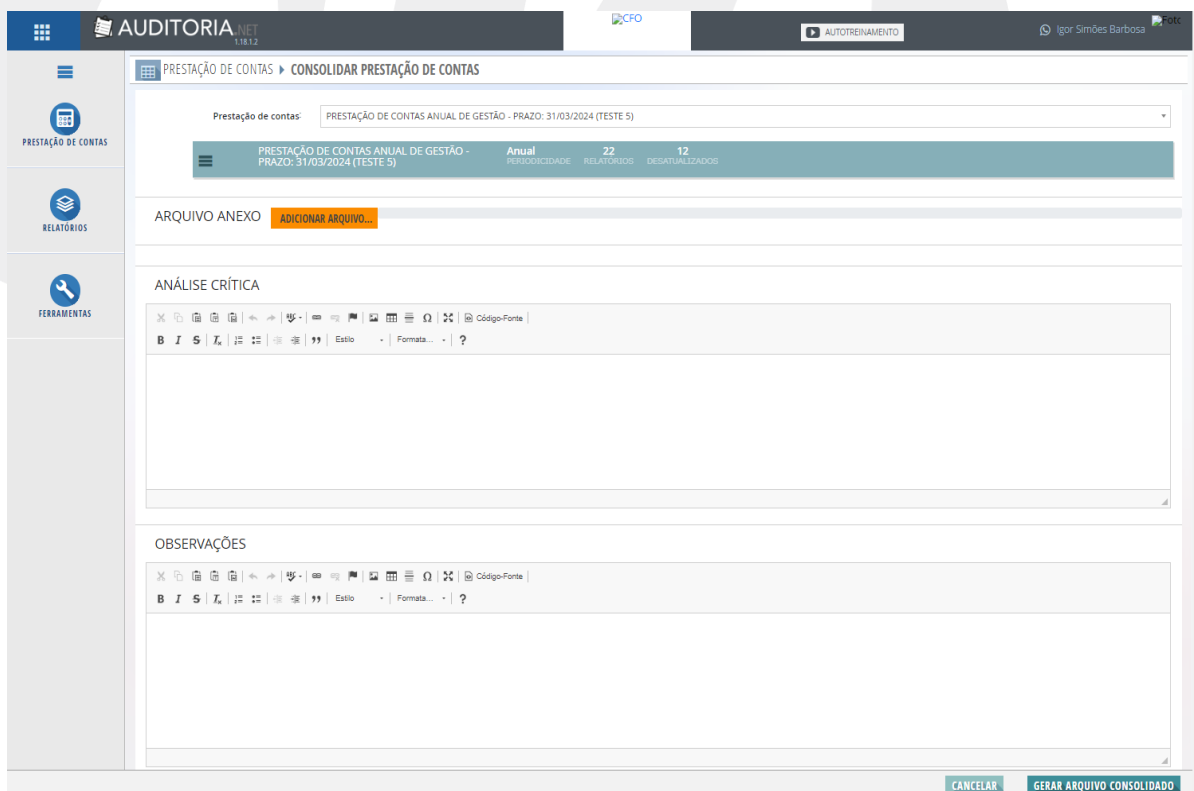 AUDITORIA.NET
1.18.1.2
CFO
AUTOTREINAMENTO
Igor Simões Barbosa
Foto
PRESTAÇÃO DE CONTAS
RELATÓRIOS
FERRAMENTAS
PRESTAÇÃO DE CONTAS CONSOLIDAR PRESTAÇÃO DE CONTAS
Prestação de contas: PRESTAÇÃO DE CONTAS ANUAL DE GESTÃO - PRAZO: 31/03/2024 (TESTE 5)
PRESTAÇÃO DE CONTAS ANUAL DE GESTÃO -
PRAZO: 31/03/2024 (TESTE 5)
Anual 22 12
PERIODICIDADE RELATÓRIOS DESATUALIZADOS
ARQUIVO ANEXO ADICIONAR ARQUIVO...
ANÁLISE CRÍTICA
Código-Fonte
B I S Estilo Formata... ?
OBSERVAÇÕES
Código-Fonte
B I S Estilo Formata... ?
CANCELAR GERAR ARQUIVO CONSOLIDADO